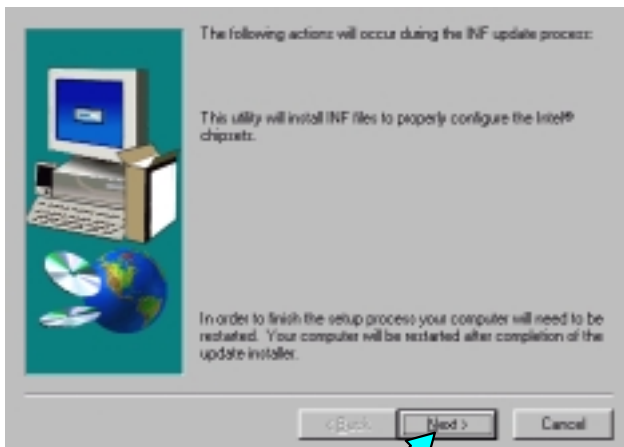 The following actions will occur during the INF update process:
This utility will install INF files to properly configure the Intel®
chipsets.
In order to finish the setup process your computer will need to be
restarted. Your computer will be restarted after completion of the
update installer.
< Back
Next >
Cancel